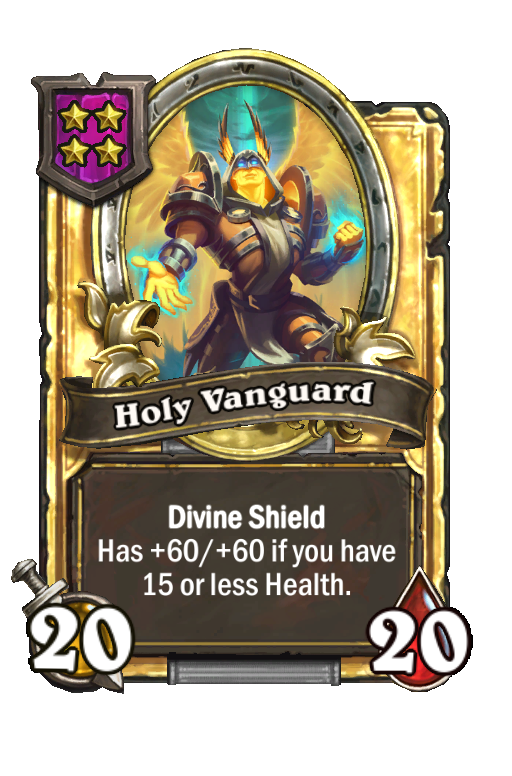 Holy Vanguard
Divine Shield
Has +60/+60 if you have
15 or less Health.
20
20